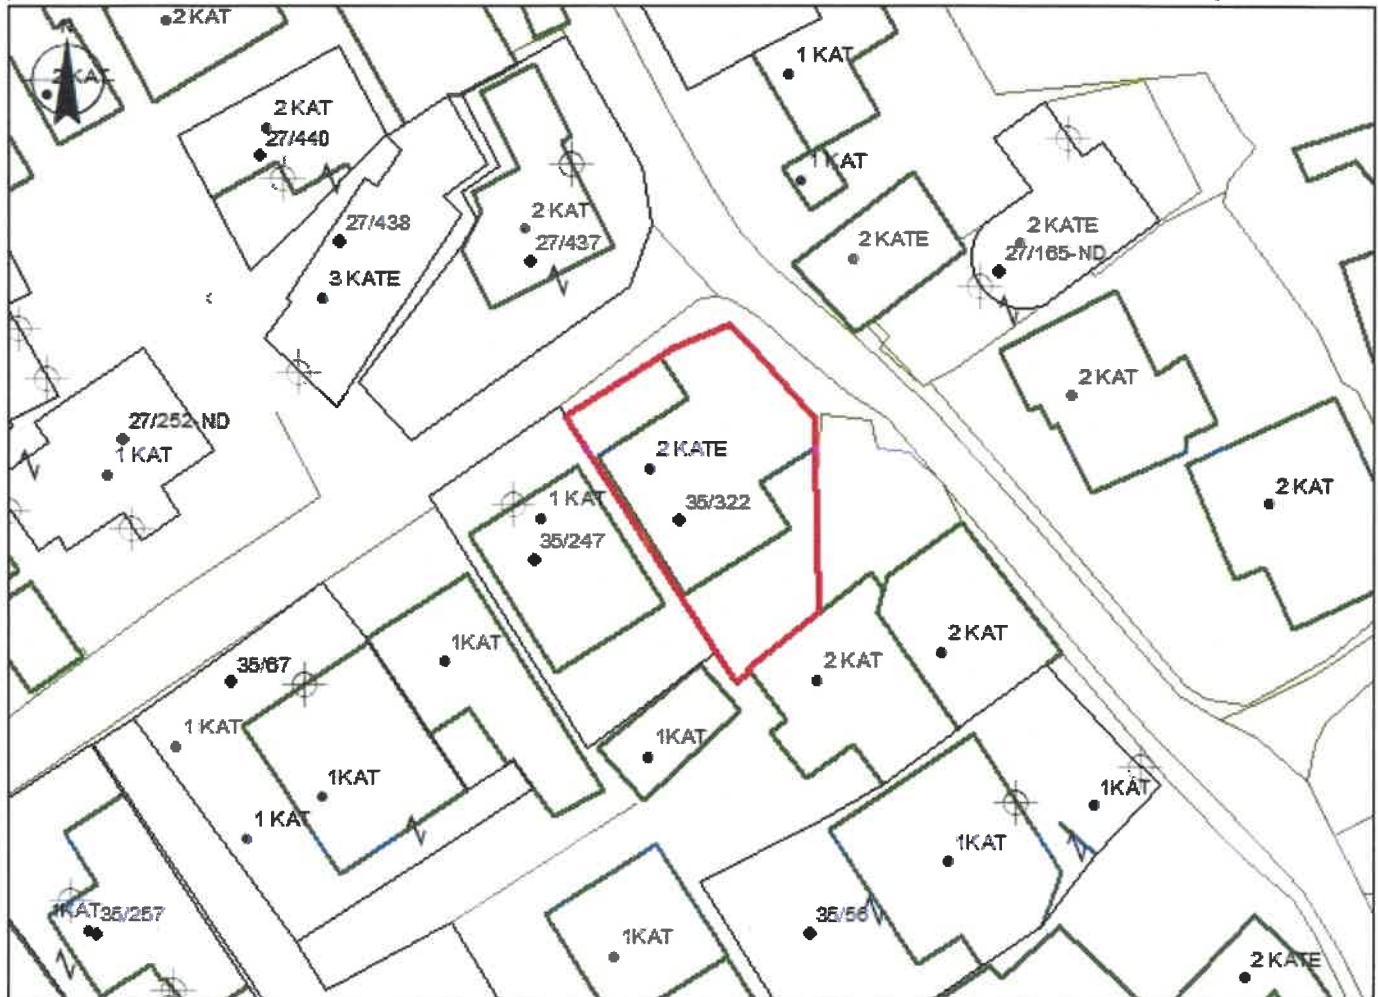 2 KAT
2 KAT
2 KAT
27/440
27/438
3 KATE
2 KAT
27/437
1 KAT
1 KAT
2 KATE
2 KATE
27/165-ND
2 KAT
2 KAT
27/252-ND
1 KAT
2 KATE
35/322
1 KAT
35/247
1KAT
35/67
1 KAT
1KAT
1 KAT
2 KAT
2 KAT
1KAT
1KAT
1KAT
1KAT
35/257
1KAT
35/56
2 KATE